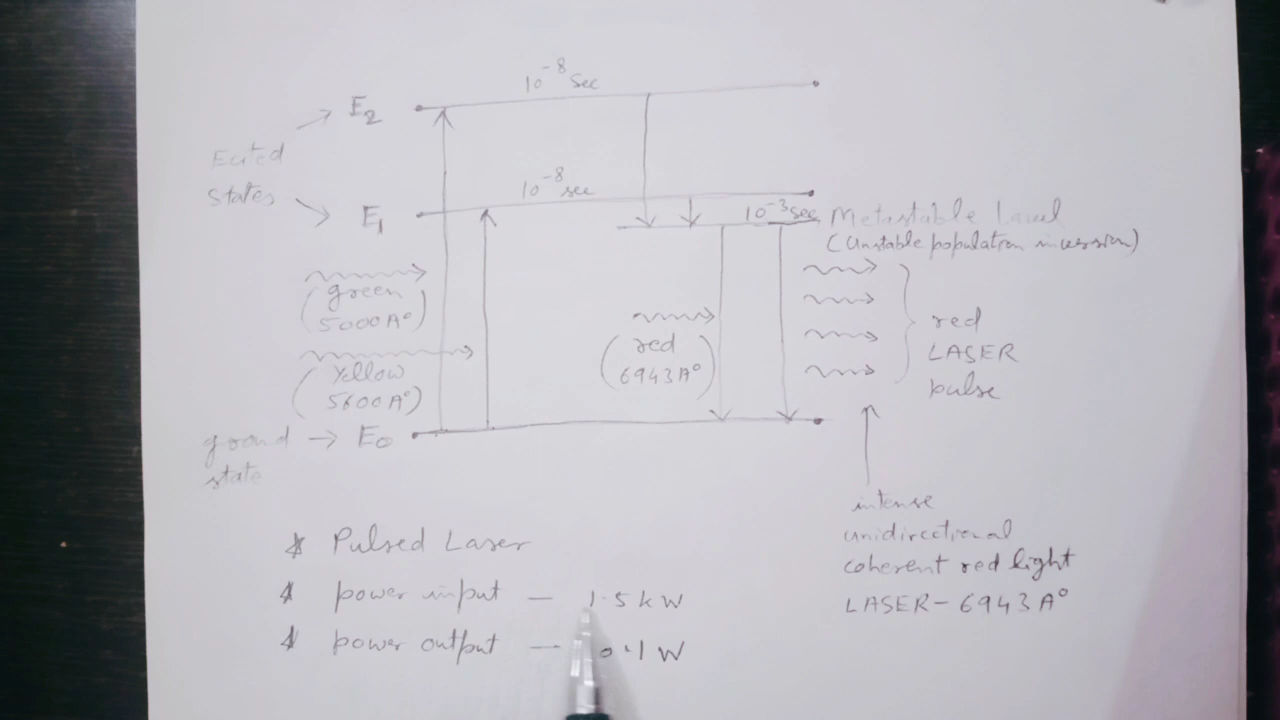 10⁻⁸ Sec
E₂
Ecited
states
10⁻⁸ sec
E₁
10⁻³ Sec
Metastable Lavel
(Unstable population inversion)
green
5000A°
Yellow
5600A°
red
6943A°
red
LASER
pulse
ground
state
E₀
intense
unidirectional
coherent red light
LASER - 6943A°
* Pulsed Laser
* power input — 1.5 kW
* power output — 0.1 W